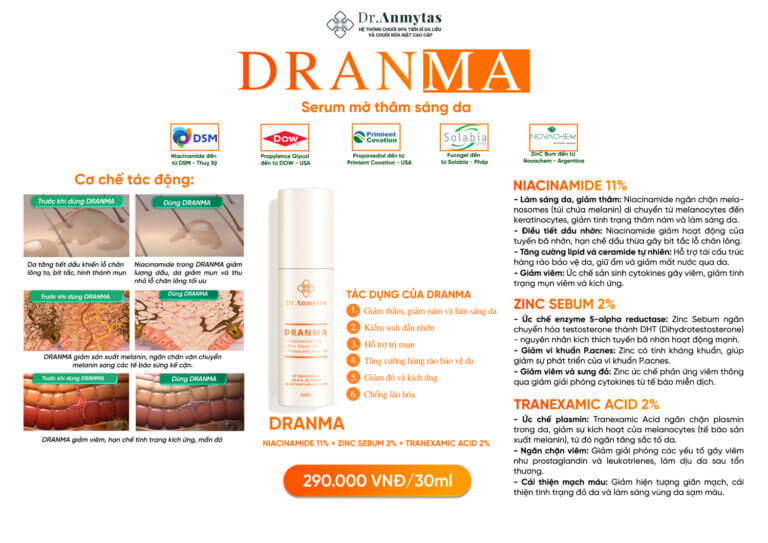 Dr.Anmytas
HỆ THỐNG CHUỖI SPA TIẾN SĨ DA LIỄU
VÀ CHUỖI RỬA MẶT CAO CẤP
DRANMA
Serum mờ thâm sáng da
DSM
DOW
Primient
Covation
Solabia
NOVACHEM
Niacinamide đến
từ DSM - Thuỵ Sỹ
Propylence Glycol
đến từ DOW - USA
Propanediol đến từ
Primient Covation - USA
Fucogel đến
từ Solabia - Pháp
ZinC Bum đến từ
Novachem - Argentina
Cơ chế tác động:
Trước khi dùng DRANMA
Dùng DRANMA
Da tăng tiết dầu khiến lỗ chân
lông to, bít tắc, hình thành mụn
Niacinamide trong DRANMA giảm
lượng dầu, da giảm mụn và thu
nhỏ lỗ chân lông tối ưu
Trước khi dùng DRANMA
Dùng DRANMA
DRANMA giảm sản xuất melanin, ngăn chặn vận chuyển
melanin sang các tế bào sừng kế cận.
Trước khi dùng DRANMA
Dùng DRANMA
DRANMA giảm viêm, hạn chế tình trạng kích ứng, mẩn đỏ
Dr.Anmytas
DRANMA
30ML
TÁC DỤNG CỦA DRANMA
1. Giảm thâm, giảm nám và làm sáng da
2. Kiểm soát dầu nhờn
3. Hỗ trợ trị mụn
4. Tăng cường hàng rào bảo vệ da
5. Giảm đỏ và kích ứng
6. Chống lão hóa
DRANMA
NIACINAMIDE 11% + ZINC SEBUM 2% + TRANEXAMIC ACID 2%
290.000 VNĐ/30ml
NIACINAMIDE 11%
- Làm sáng da, giảm thâm: Niacinamide ngăn chặn mela-
nosomes (túi chứa melanin) di chuyển từ melanocytes đến
keratinocytes, giảm tình trạng thâm nám và làm sáng da.
- Điều tiết dầu nhờn: Niacinamide giảm hoạt động của
tuyến bã nhờn, hạn chế dầu thừa gây bít tắc lỗ chân lông.
- Tăng cường lipid và ceramide tự nhiên: Hỗ trợ tái cấu trúc
hàng rào bảo vệ da, giữ ẩm và giảm mất nước qua da.
- Giảm viêm: Ức chế sản sinh cytokines gây viêm, giảm tình
trạng mụn viêm và kích ứng.
ZINC SEBUM 2%
- Ức chế enzyme 5-alpha reductase: Zinc Sebum ngăn
chuyển hóa testosterone thành DHT (Dihydrotestosterone)
- nguyên nhân kích thích tuyến bã nhờn hoạt động mạnh.
- Giảm vi khuẩn P.acnes: Zinc có tính kháng khuẩn, giúp
giảm sự phát triển của vi khuẩn P.acnes.
- Giảm viêm và sưng đỏ: Zinc ức chế phản ứng viêm thông
qua giảm giải phóng cytokines từ tế bào miễn dịch.
TRANEXAMIC ACID 2%
- Ức chế plasmin: Tranexamic Acid ngăn chặn plasmin
trong da, giảm sự kích hoạt của melanocytes (tế bào sản
xuất melanin), từ đó ngăn tăng sắc tố da.
- Ngăn chặn viêm: Giảm giải phóng các yếu tố gây viêm
như prostaglandin và leukotrienes, làm dịu da sau tổn
thương.
- Cải thiện mạch máu: Giảm hiện tượng giãn mạch, cải
thiện tình trạng đỏ da và làm sáng vùng da sạm màu.